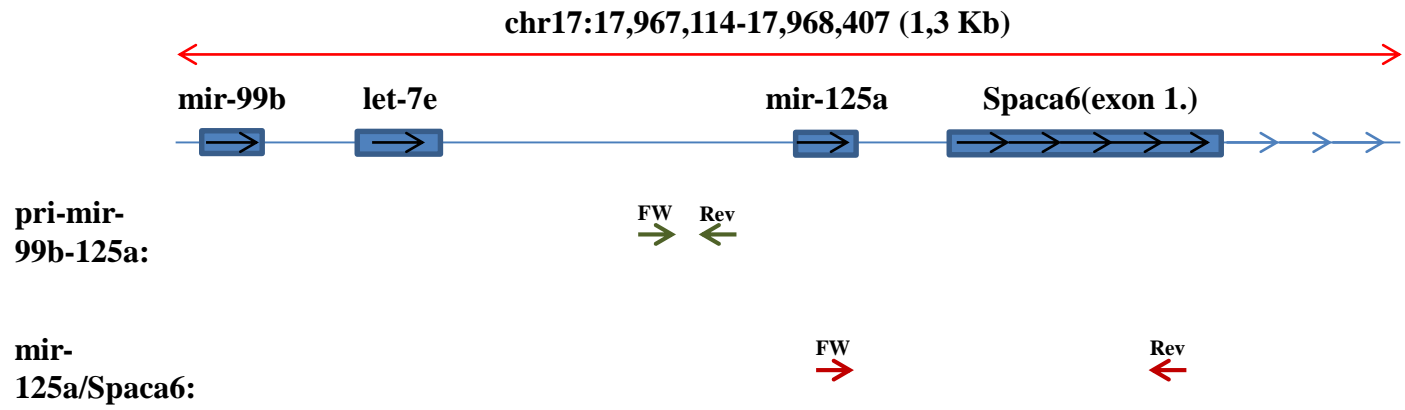 chr17:17,967,114-17,968,407 (1,3 Kb)
mir-99b let-7e mir-125a Spaca6(exon 1.)
pri-mir-
99b-125a:
FW Rev
mir-
125a/Spaca6:
FW Rev